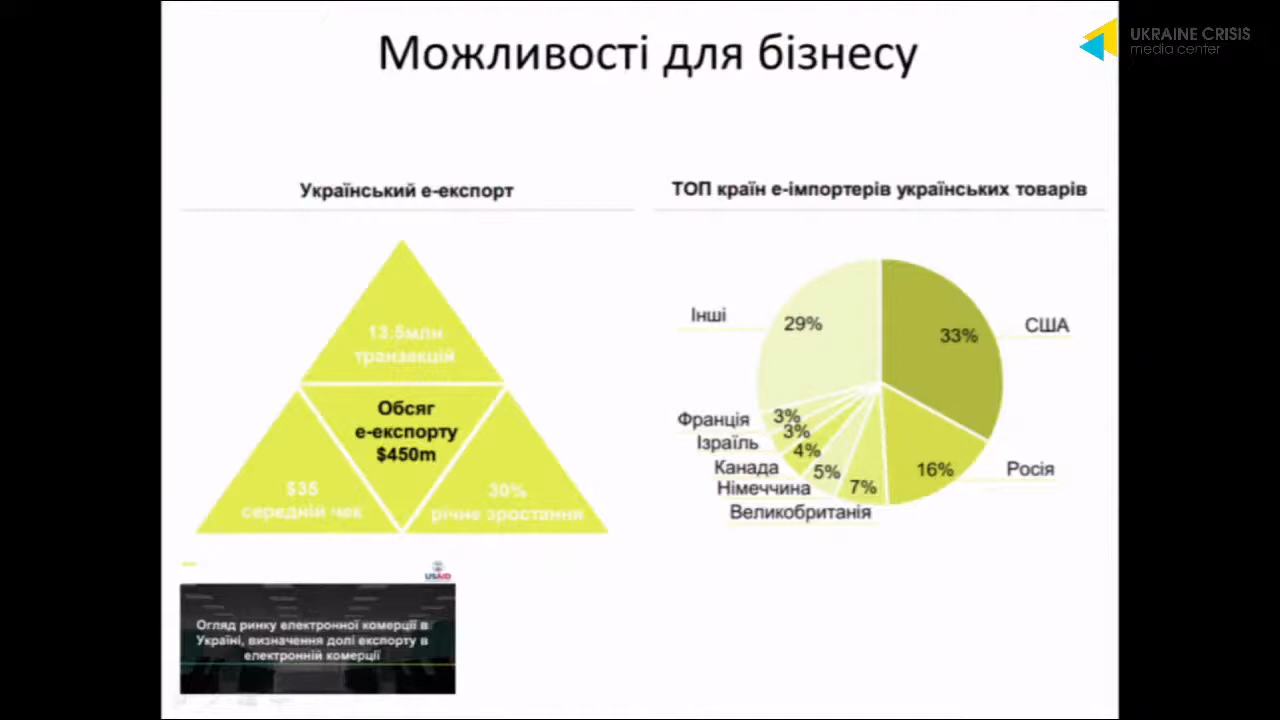 Можливості для бізнесу
UKRAINE CRISIS
media center
Український е-експорт
13.5млн
транзакцій
Обсяг
е-експорту
$450m
$35
середній чек
30%
річне зростання
ТОП країн е-імпортерів українських товарів
Інші
29%
33%
США
Франція
3%
Ізраїль
3%
Канада
4%
Німеччина
5%
Великобританія
7%
16%
Росія
USAID
Огляд ринку електронної комерції в
Україні, визначення долі експорту в
електронній комерції